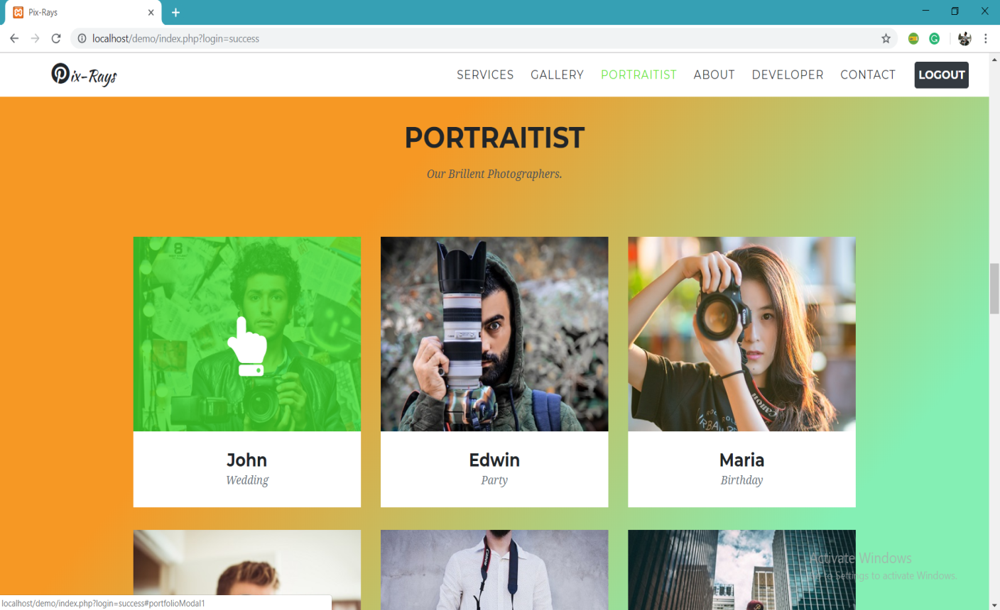 Pix-Rays
localhost/demo/index.php?login=success
Pix-Rays
SERVICES GALLERY PORTRAITIST ABOUT DEVELOPER CONTACT LOGOUT
PORTRAITIST
Our Brillent Photographers.
8
Canon
John Edwin Maria
Wedding Party Birthday
Activate Windows
to Settings to activate Windows.
localhost/demo/index.php?login=success#portfolioModal1